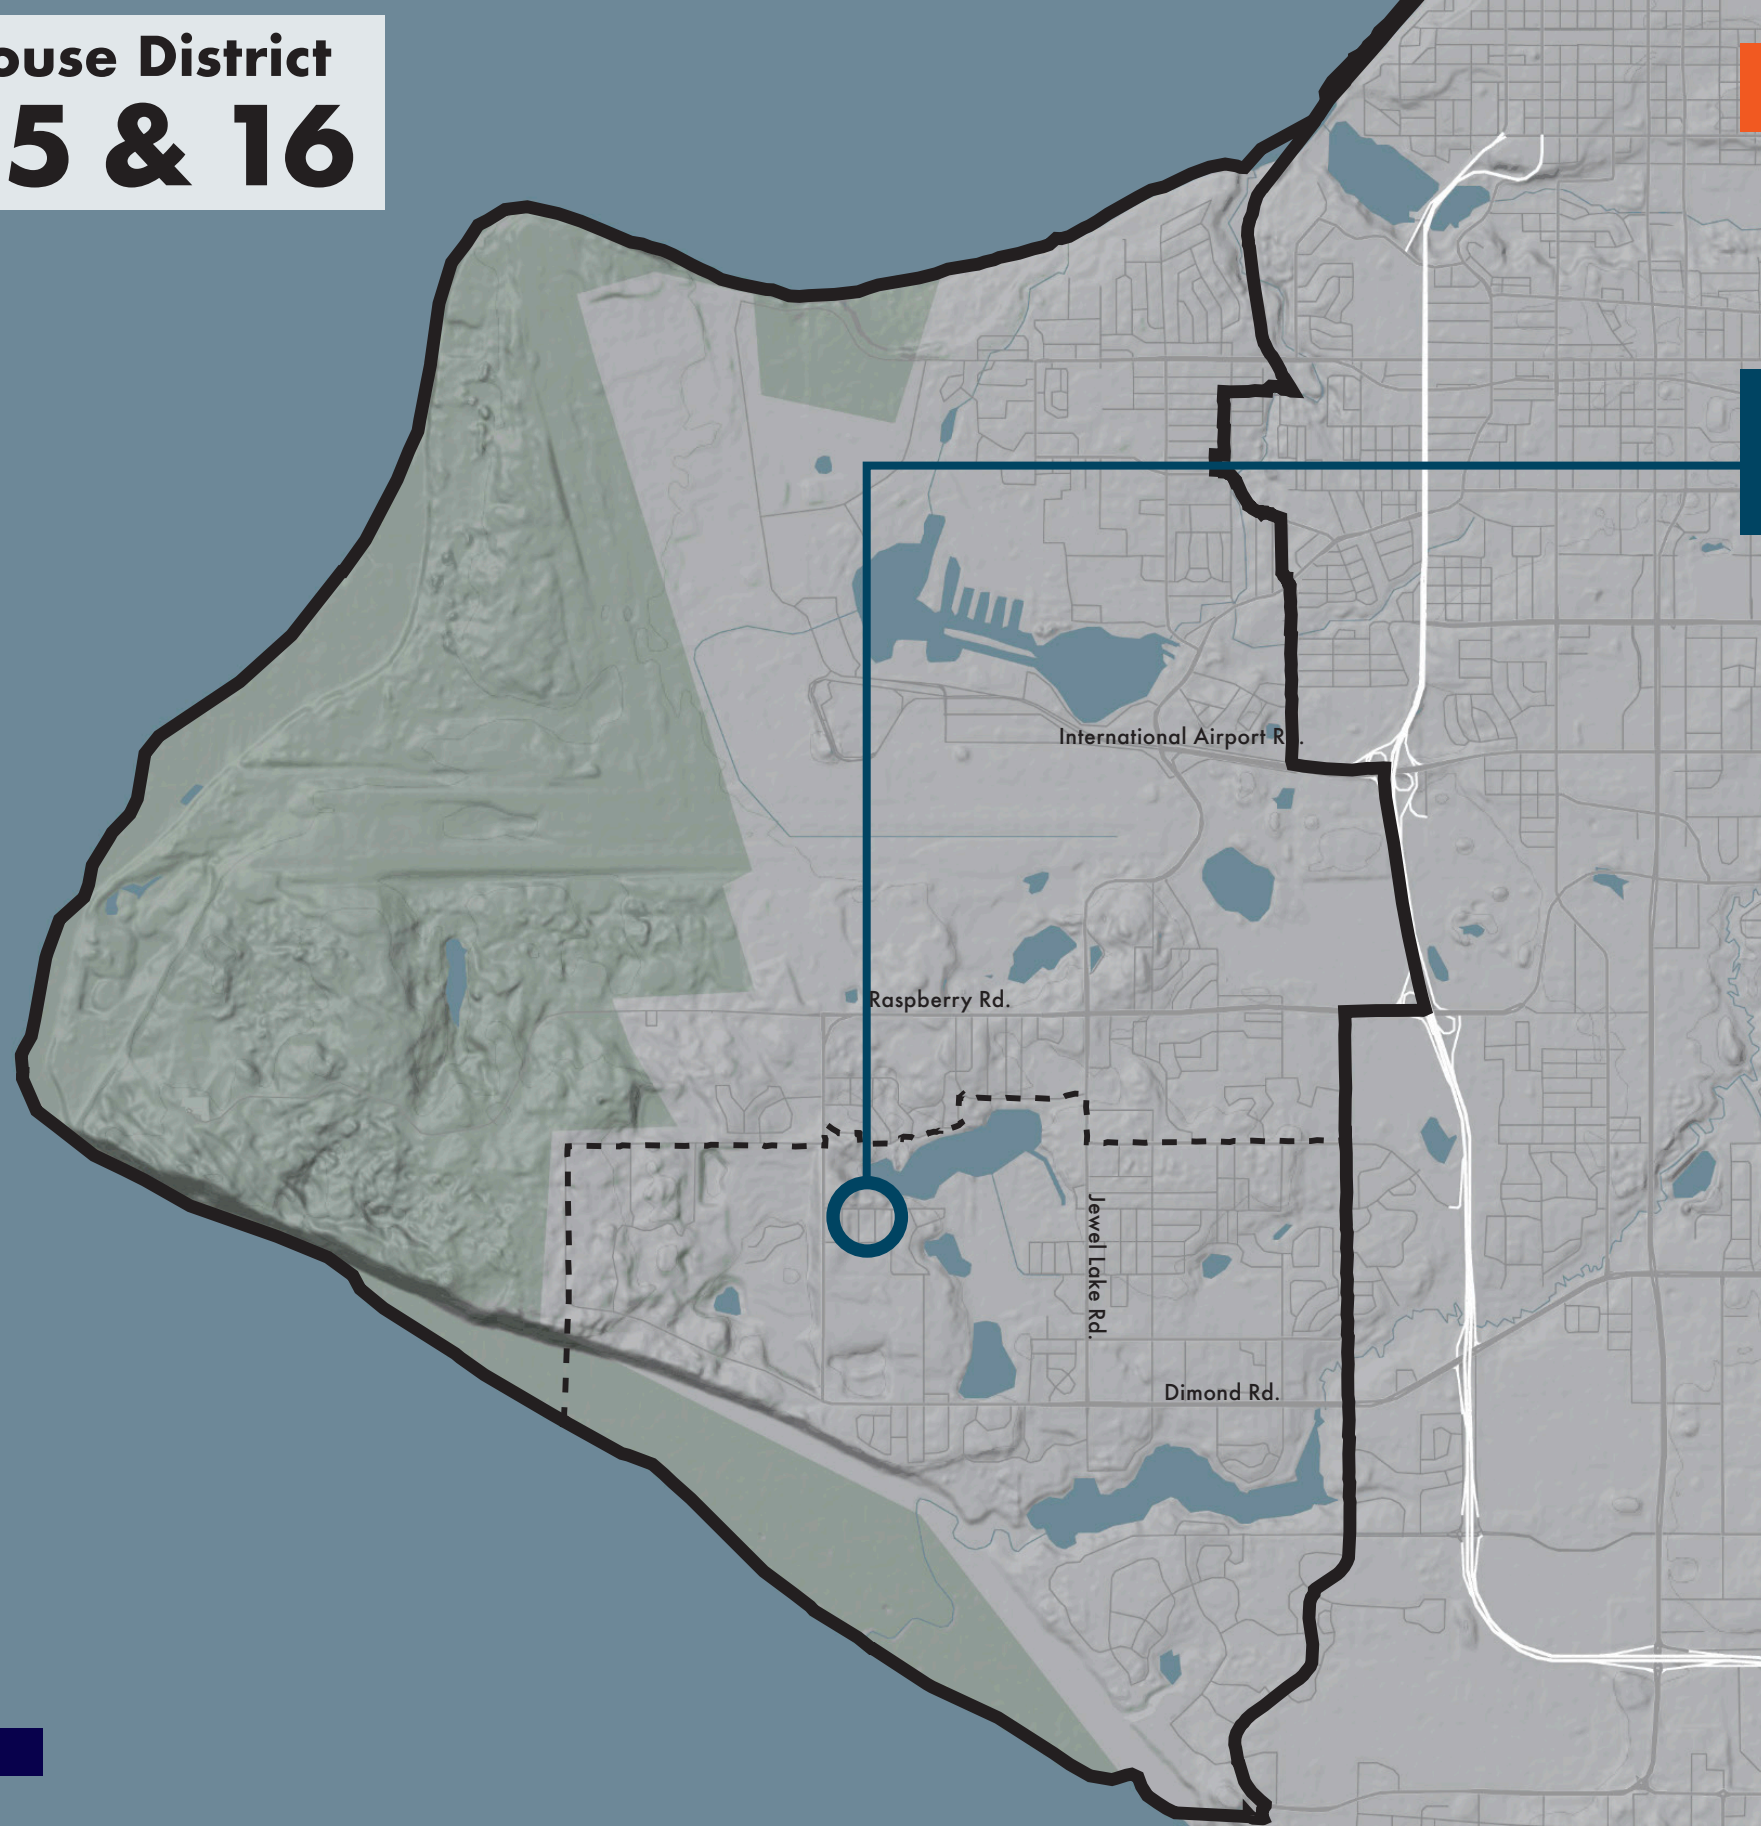 ouse District
5 & 16
International Airport R.
Raspberry Rd.
Jewel Lake Rd.
Dimond Rd.